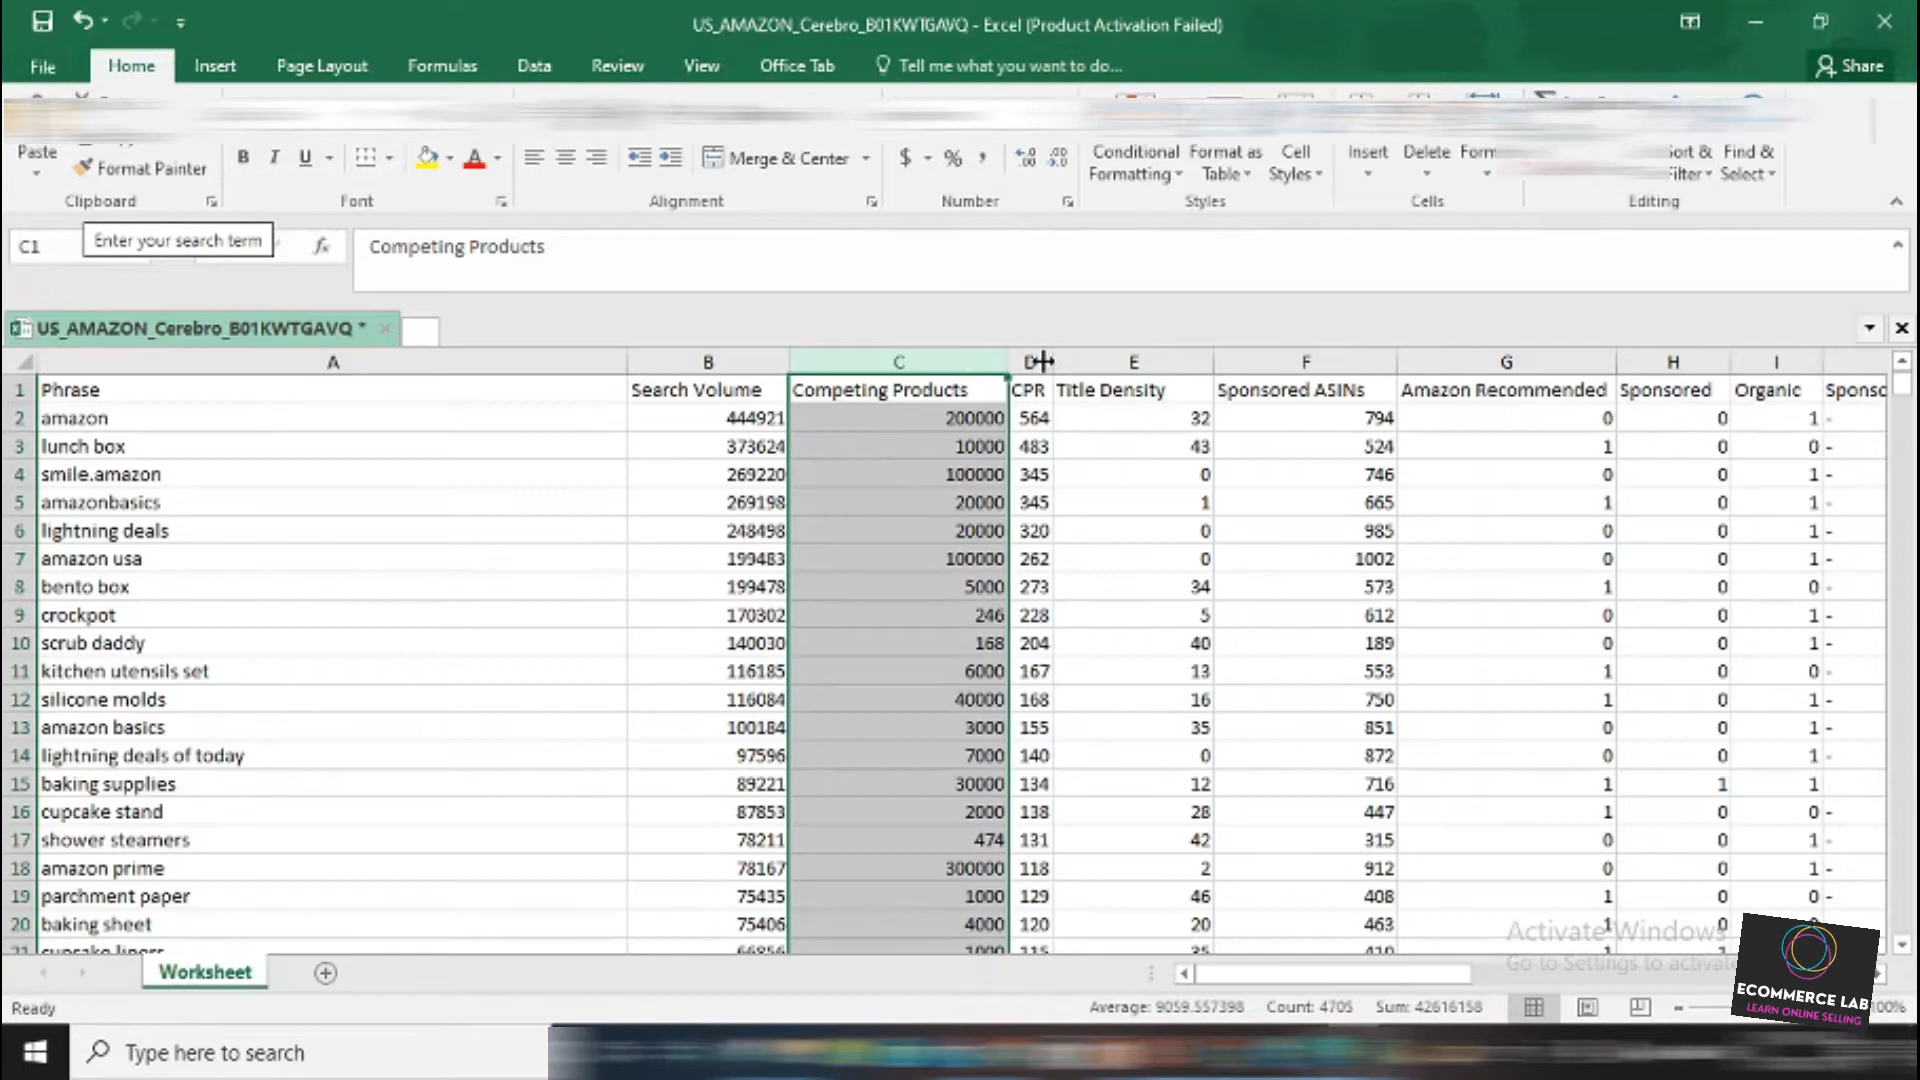 US_AMAZON_Cerebro_B01KWTGAVQ - Excel (Product Activation Failed)
File Home Insert Page Layout Formulas Data Review View Office Tab Tell me what you want to do... Share
Paste Format Painter B I U Merge & Center $ % , Conditional Formatting Format as Table Cell Styles Insert Delete Find & Select
Clipboard Font Alignment Number Styles Cells Editing
C1 Enter your search term fx Competing Products
US_AMAZON_Cerebro_B01KWTGAVQ *
A B C D E F G H I
1 Phrase Search Volume Competing Products CPR Title Density Sponsored ASINs Amazon Recommended Sponsored Organic Sponsc
2 amazon 444921 200000 564 32 794 0 0 1 -
3 lunch box 373624 10000 483 43 524 1 0 0 -
4 smile.amazon 269220 100000 345 0 746 0 0 1 -
5 amazonbasics 269198 20000 345 1 665 1 0 1 -
6 lightning deals 248498 20000 320 0 985 0 0 1 -
7 amazon usa 199483 100000 262 0 1002 0 0 1 -
8 bento box 199478 5000 273 34 573 1 0 0 -
9 crockpot 170302 246 228 5 612 0 0 1 -
10 scrub daddy 140030 168 204 40 189 0 0 1 -
11 kitchen utensils set 116185 6000 167 13 553 1 0 0 -
12 silicone molds 116084 40000 168 16 750 1 0 1 -
13 amazon basics 100184 3000 155 35 851 0 0 1 -
14 lightning deals of today 97596 7000 140 0 872 0 0 1 -
15 baking supplies 89221 30000 134 12 716 1 1 1
16 cupcake stand 87853 2000 138 28 447 1 0 0 -
17 shower steamers 78211 474 131 42 315 0 0 1 -
18 amazon prime 78167 300000 118 2 912 0 0 1 -
19 parchment paper 75435 1000 129 46 408 1 0 0 -
20 baking sheet 75406 4000 120 20 463 1 0
Activate Windows
Go to Settings to activate
Worksheet
ECOMMERCE LAB
LEARN ONLINE SELLING
Ready Average: 9059.557398 Count: 4705 Sum: 42616158 100%
Type here to search